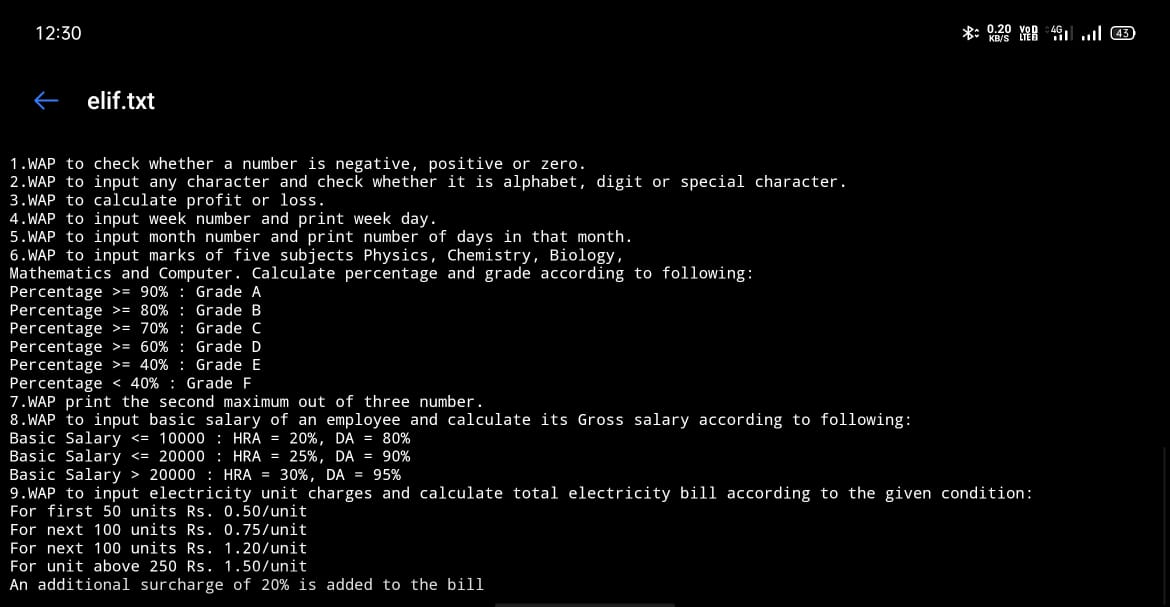 12:30
0.20 KB/S VoD LTE 4G 43
elif.txt
1.WAP to check whether a number is negative, positive or zero.
2.WAP to input any character and check whether it is alphabet, digit or special character.
3.WAP to calculate profit or loss.
4.WAP to input week number and print week day.
5.WAP to input month number and print number of days in that month.
6.WAP to input marks of five subjects Physics, Chemistry, Biology,
Mathematics and Computer. Calculate percentage and grade according to following:
Percentage >= 90% : Grade A
Percentage >= 80% : Grade B
Percentage >= 70% : Grade C
Percentage >= 60% : Grade D
Percentage >= 40% : Grade E
Percentage < 40% : Grade F
7.WAP print the second maximum out of three number.
8.WAP to input basic salary of an employee and calculate its Gross salary according to following:
Basic Salary <= 10000 : HRA = 20%, DA = 80%
Basic Salary <= 20000 : HRA = 25%, DA = 90%
Basic Salary > 20000 : HRA = 30%, DA = 95%
9.WAP to input electricity unit charges and calculate total electricity bill according to the given condition:
For first 50 units Rs. 0.50/unit
For next 100 units Rs. 0.75/unit
For next 100 units Rs. 1.20/unit
For unit above 250 Rs. 1.50/unit
An additional surcharge of 20% is added to the bill